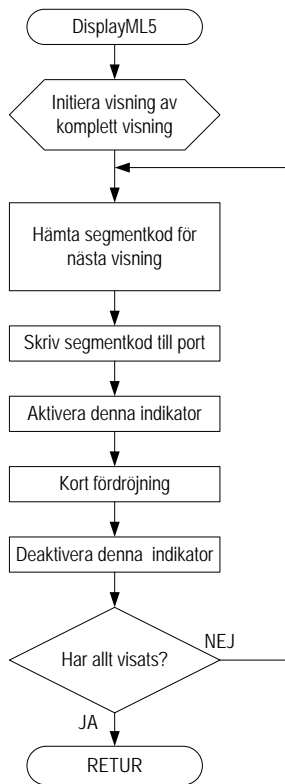 DisplayML5
Initiera visning av
komplett visning
Hämta segmentkod för
nästa visning
Skriv segmentkod till port
Aktivera denna indikator
Kort fördröjning
Deaktivera denna indikator
Har allt visats?
NEJ
JA
RETUR